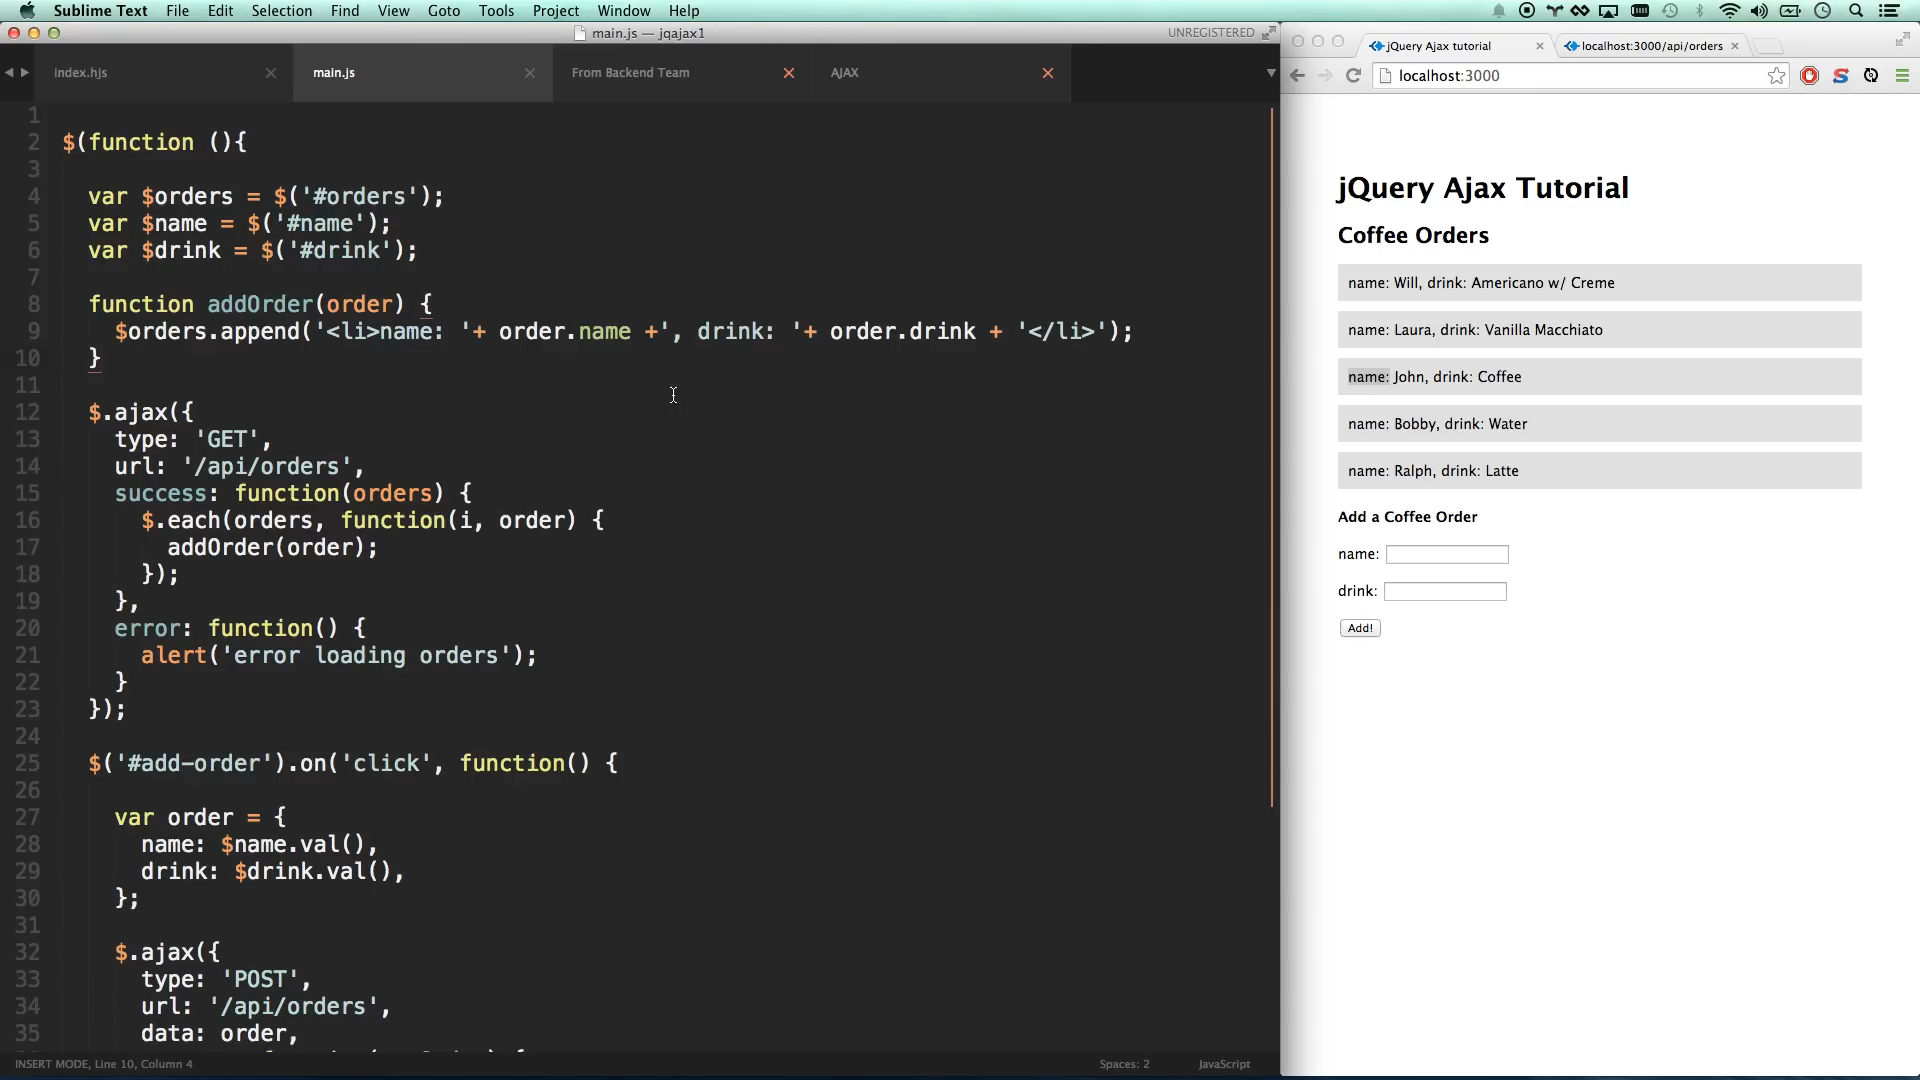 Sublime Text File Edit Selection Find View Goto Tools Project Window Help
main.js — jqajax1
UNREGISTERED
index.hjs
main.js
From Backend Team
AJAX
1
2 $(function (){
3
4 var $orders = $('#orders');
5 var $name = $('#name');
6 var $drink = $('#drink');
7
8 function addOrder(order) {
9 $orders.append('<li>name: '+ order.name +', drink: '+ order.drink + '</li>');
10 }
11
12 $.ajax({
13 type: 'GET',
14 url: '/api/orders',
15 success: function(orders) {
16 $.each(orders, function(i, order) {
17 addOrder(order);
18 });
19 },
20 error: function() {
21 alert('error loading orders');
22 }
23 });
24
25 $('#add-order').on('click', function() {
26
27 var order = {
28 name: $name.val(),
29 drink: $drink.val(),
30 };
31
32 $.ajax({
33 type: 'POST',
34 url: '/api/orders',
35 data: order,
INSERT MODE, Line 10, Column 4
Spaces: 2
JavaScript
jQuery Ajax tutorial
localhost:3000/api/orders
localhost:3000
jQuery Ajax Tutorial
Coffee Orders
name: Will, drink: Americano w/ Creme
name: Laura, drink: Vanilla Macchiato
name: John, drink: Coffee
name: Bobby, drink: Water
name: Ralph, drink: Latte
Add a Coffee Order
name:
drink:
Add!